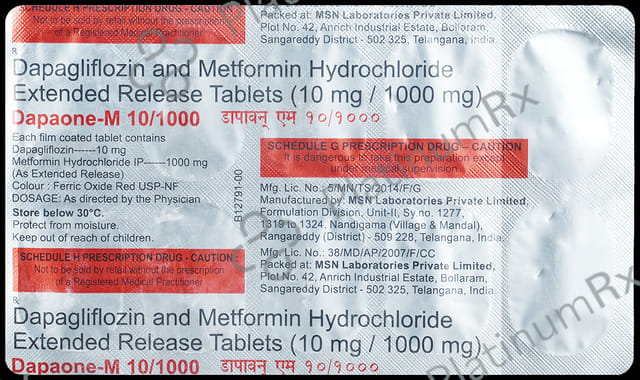 SCHEDULE H PRESCRIPTION DRUG - CAUTION :
Not to be sold by retail without the prescription
of a Registered Medical Practitioner
Packed at: MSN Laboratories Private Limited,
Plot No. 42, Anrich Industrial Estate, Bollaram,
Sangareddy District - 502 325, Telangana, India.
Rx
Dapagliflozin and Metformin Hydrochloride
Extended Release Tablets (10 mg / 1000 mg)
Dapaone-M 10/1000 डापावन् एम १०/१०००
Each film coated tablet contains
Dapagliflozin------10 mg
Metformin Hydrochloride IP------1000 mg
(As Extended Release)
Colour : Ferric Oxide Red USP-NF
DOSAGE: As directed by the Physician
Store below 30°C.
Protect from moisture.
Keep out of reach of children.
B12791-00
SCHEDULE G PRESCRIPTION DRUG – CAUTION
It is dangerous to take this preparation except
under medical supervision
Mfg. Lic. No.: 5/MN/TS/2014/F/G
Manufactured by: MSN Laboratories Private Limited,
Formulation Division, Unit-II, Sy.no. 1277,
1319 to 1324, Nandigama (Village & Mandal),
Rangareddy (District) - 509 228, Telangana, India.
SCHEDULE H PRESCRIPTION DRUG - CAUTION :
Not to be sold by retail without the prescription
of a Registered Medical Practitioner
Mfg. Lic. No.: 38/MD/AP/2007/F/CC
Packed at: MSN Laboratories Private Limited,
Plot No. 42, Anrich Industrial Estate, Bollaram,
Sangareddy District - 502 325, Telangana, India.
Rx
Dapagliflozin and Metformin Hydrochloride
Extended Release Tablets (10 mg / 1000 mg)
Dapaone-M 10/1000 डापावन् एम १०/१०००
PlatinumRx
PlatinumRx
PlatinumRx